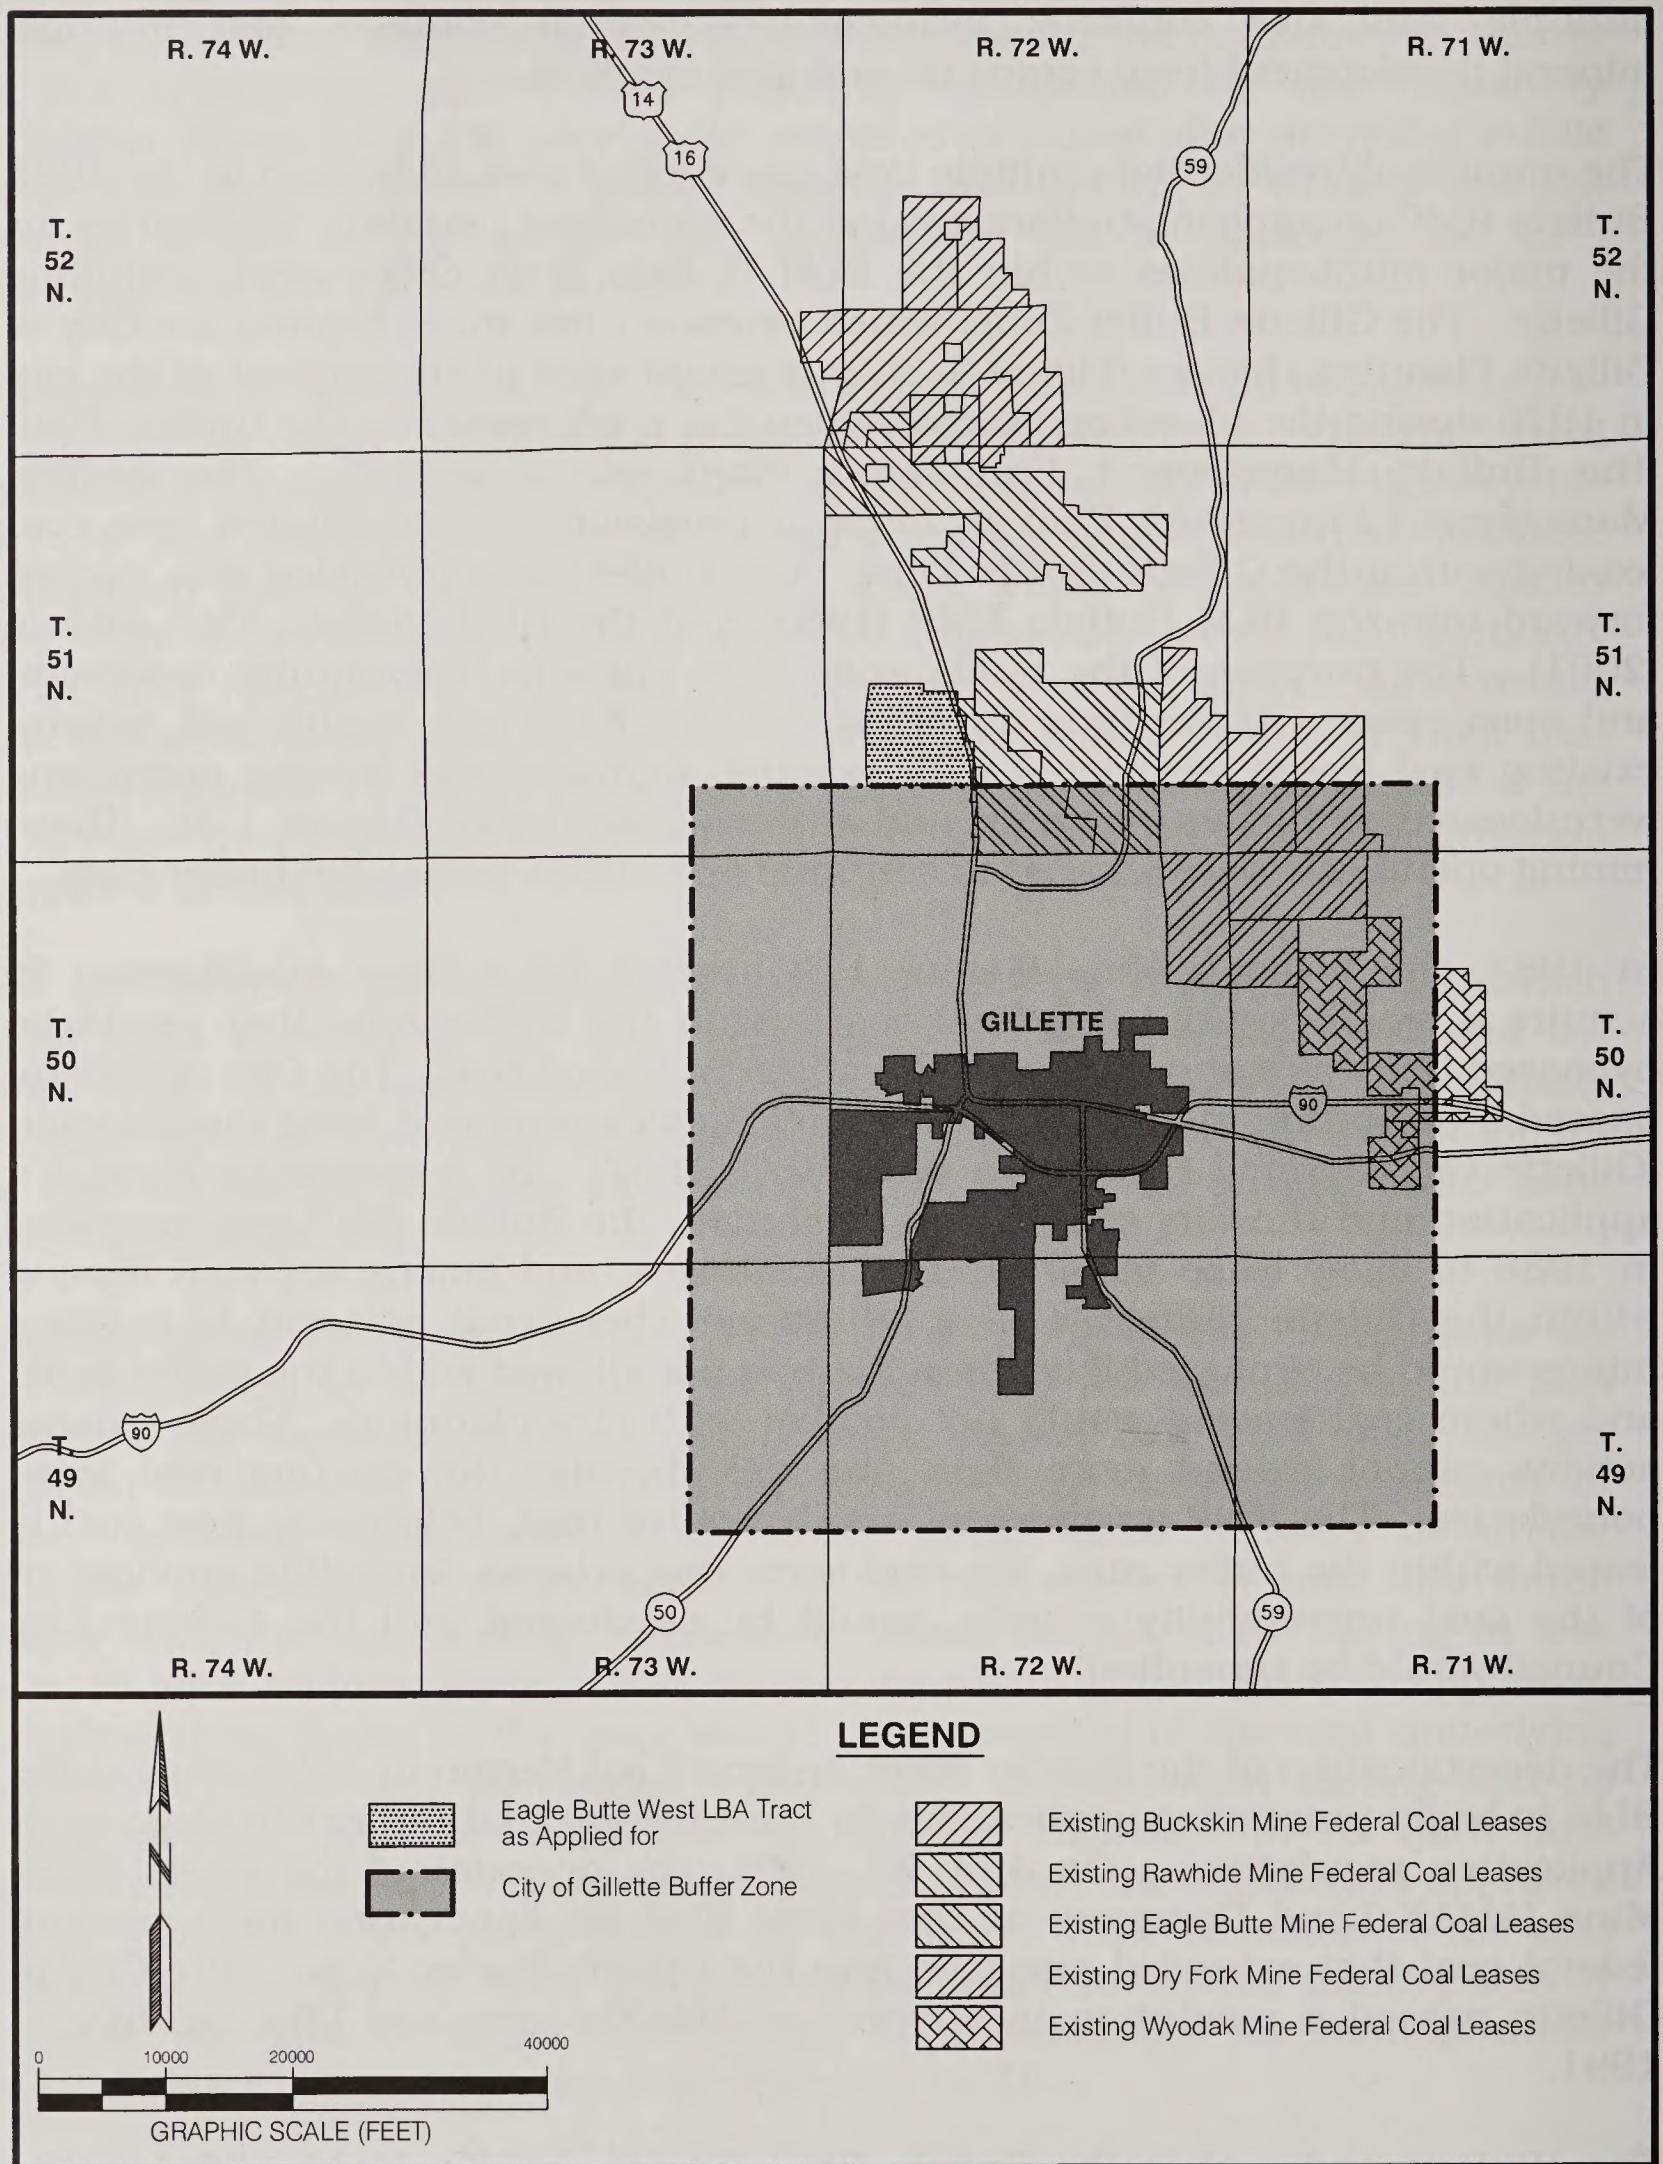 R. 74 W.
R. 73 W.
R. 72 W.
R. 71 W.
14
16
59
T.
52
N.
T.
52
N.
T.
51
N.
T.
51
N.
GILLETTE
T.
50
N.
T.
50
N.
90
90
T.
49
N.
T.
49
N.
50
59
R. 74 W.
R. 73 W.
R. 72 W.
R. 71 W.
LEGEND
N
Eagle Butte West LBA Tract
as Applied for
City of Gillette Buffer Zone
Existing Buckskin Mine Federal Coal Leases
Existing Rawhide Mine Federal Coal Leases
Existing Eagle Butte Mine Federal Coal Leases
Existing Dry Fork Mine Federal Coal Leases
Existing Wyodak Mine Federal Coal Leases
0 10000 20000 40000
GRAPHIC SCALE (FEET)